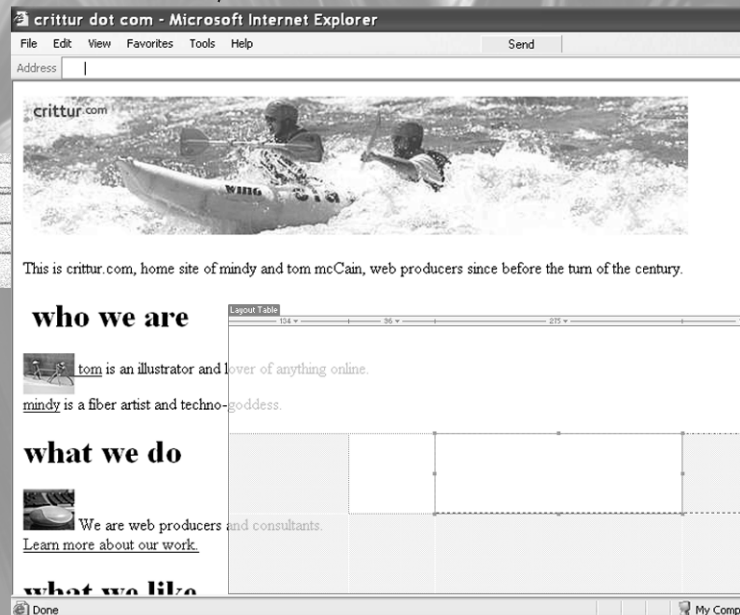 crittur dot com - Microsoft Internet Explorer
File Edit View Favorites Tools Help Send
Address
crittur.com
WING
This is crittur.com, home site of mindy and tom mcCain, web producers since before the turn of the century.
who we are
Layout Table
134 36 275
tom is an illustrator and lover of anything online.
mindy is a fiber artist and techno-goddess.
what we do
We are web producers and consultants.
Learn more about our work.
what we like
Done My Comp